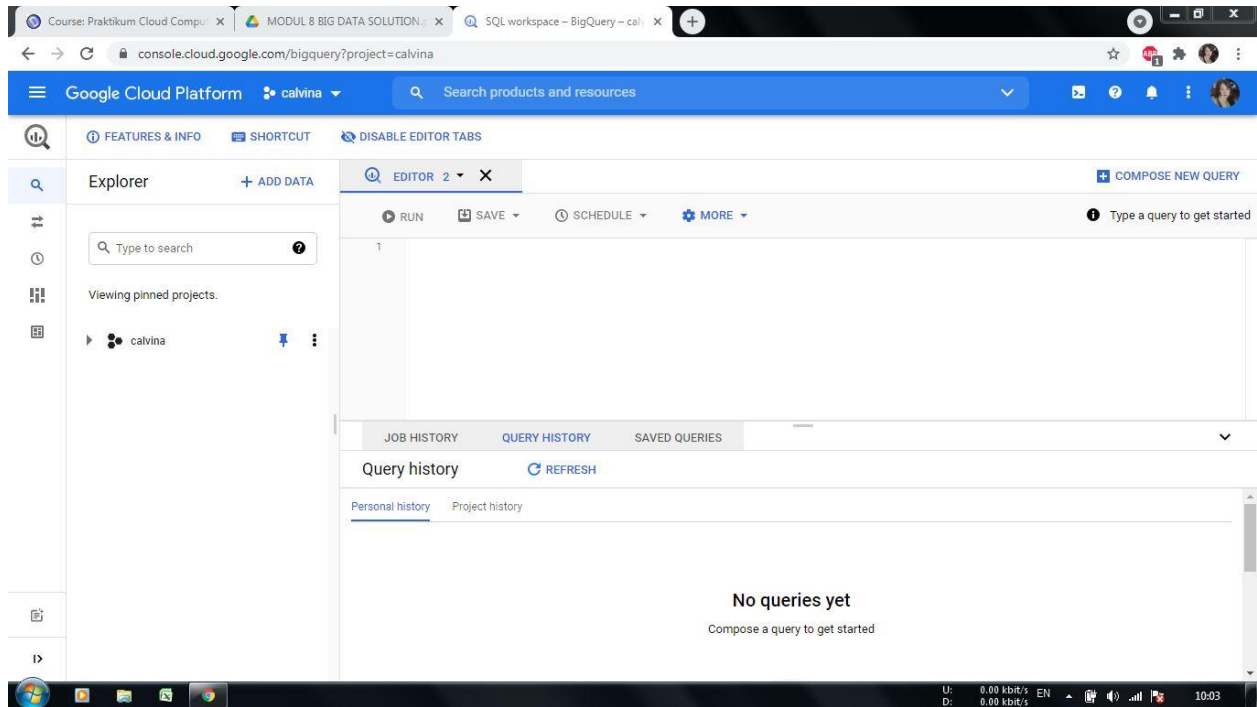 Course: Praktikum Cloud Compu
MODUL 8 BIG DATA SOLUTION.
SQL workspace – BigQuery – cal
console.cloud.google.com/bigquery?project=calvina
Google Cloud Platform calvina Search products and resources
FEATURES & INFO SHORTCUT DISABLE EDITOR TABS
Explorer + ADD DATA
EDITOR 2
COMPOSE NEW QUERY
RUN SAVE SCHEDULE MORE
Type a query to get started
Type to search
1
Viewing pinned projects.
calvina
JOB HISTORY QUERY HISTORY SAVED QUERIES
Query history REFRESH
Personal history Project history
No queries yet
Compose a query to get started
U: 0.00 kbit/s
D: 0.00 kbit/s
EN
10:03